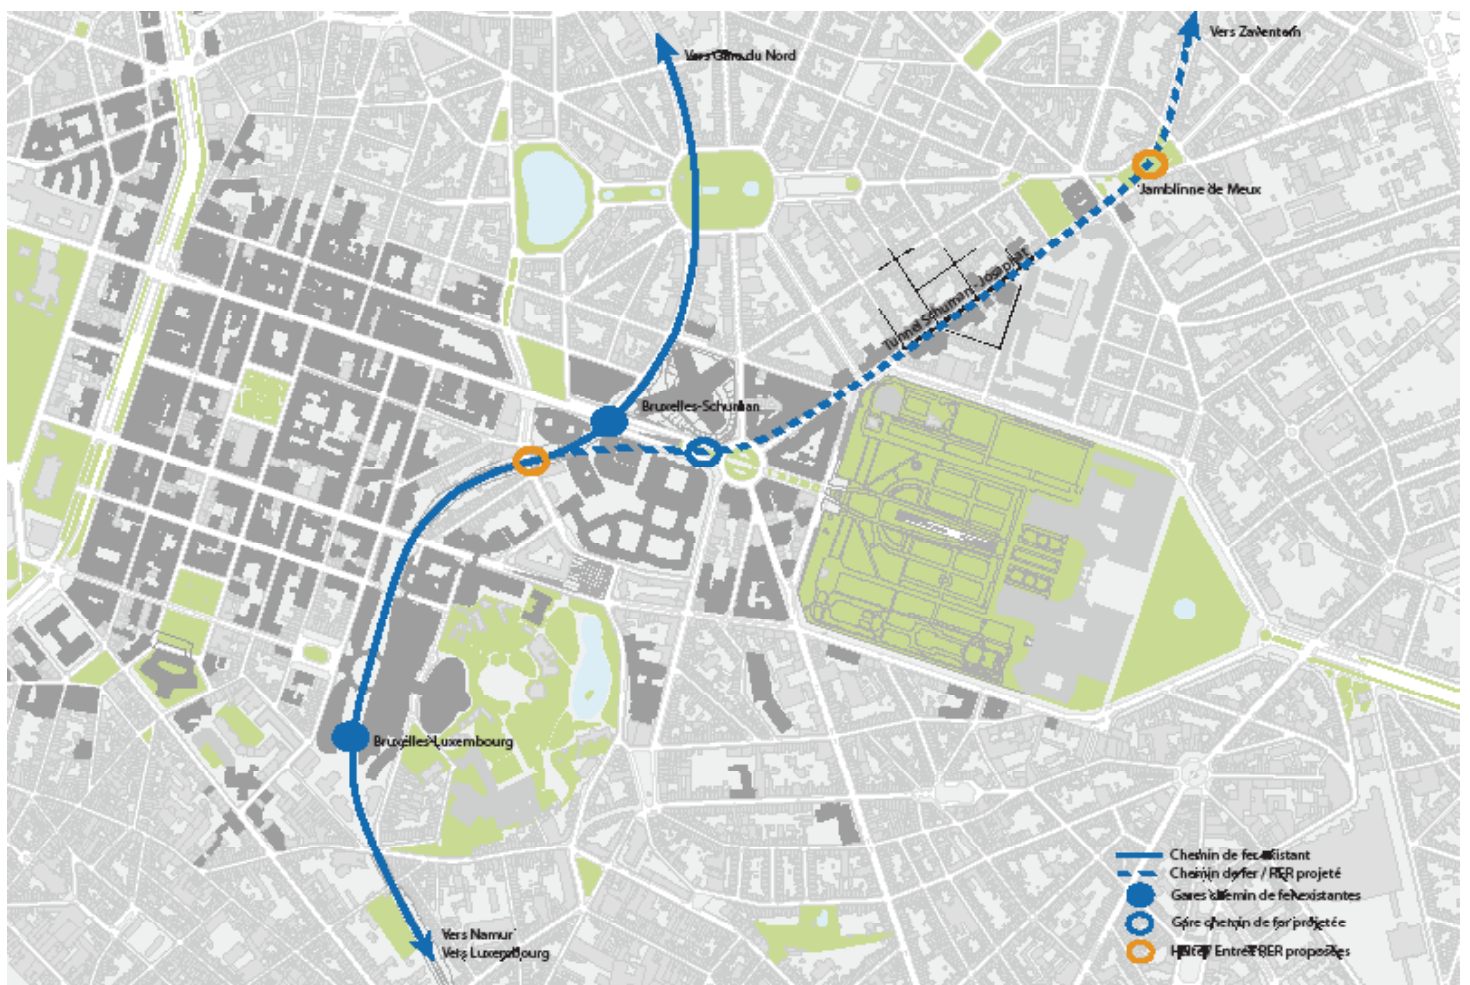 Vers Zaventem
Vers Gare du Nord
Jamblinne de Meux
Tunnel Schuman-Josaphat
Bruxelles-Schuman
Bruxelles-Luxembourg
Vers Namur
Vers Luxembourg
Chemin de fer existant
Chemin de fer / RER projeté
Gares chemin de fer existantes
Gare chemin de fer projetée
Haltes / Entrée RER proposées